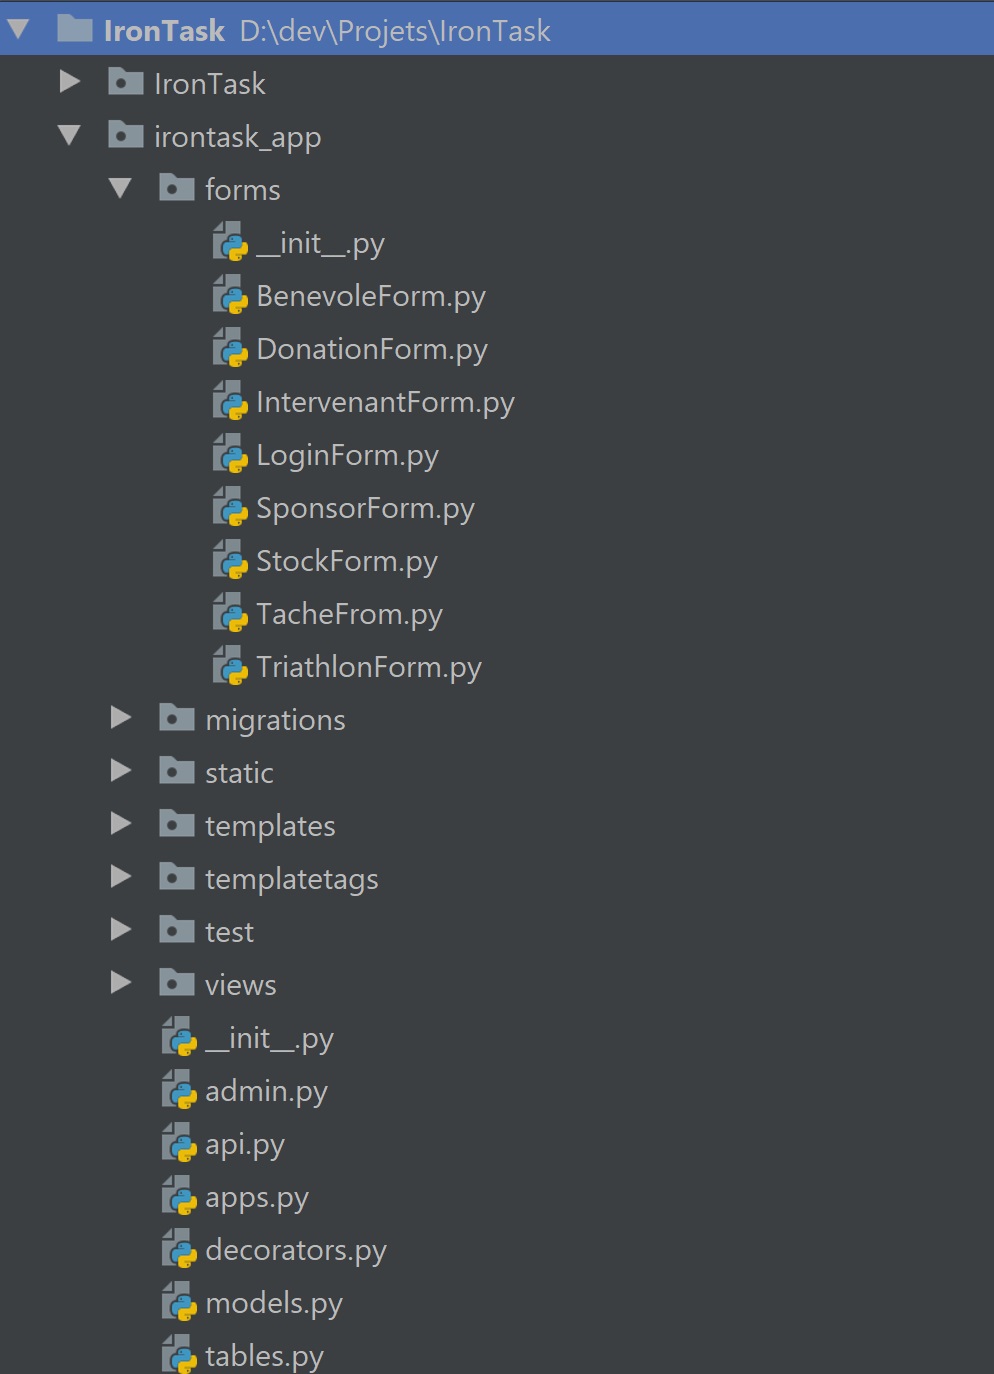 IronTask D:\dev\Projets\IronTask
IronTask
irontask_app
forms
__init__.py
BenevoleForm.py
DonationForm.py
IntervenantForm.py
LoginForm.py
SponsorForm.py
StockForm.py
TacheFrom.py
TriathlonForm.py
migrations
static
templates
templatetags
test
views
__init__.py
admin.py
api.py
apps.py
decorators.py
models.py
tables.py